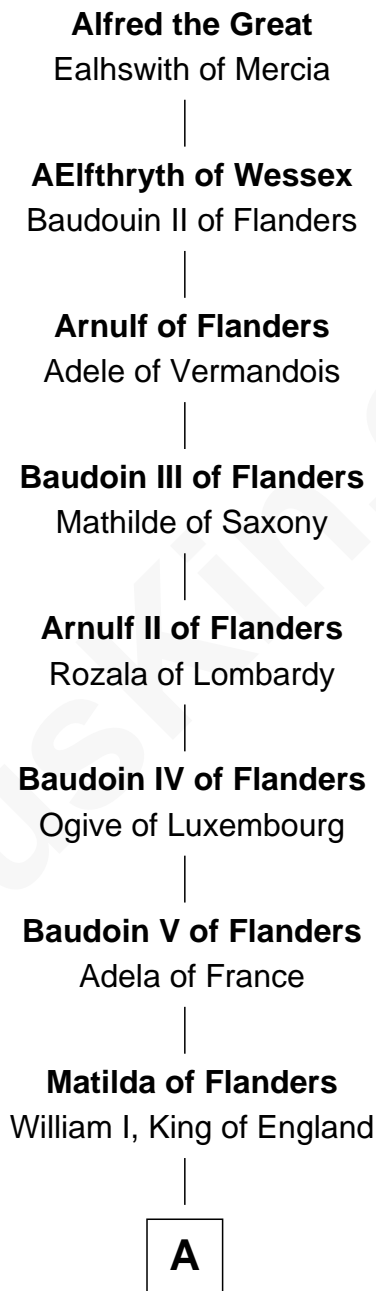 Alfred the Great
Ealhswith of Mercia
AElfthryth of Wessex
Baudouin II of Flanders
Arnulf of Flanders
Adele of Vermandois
Baudoin III of Flanders
Mathilde of Saxony
Arnulf II of Flanders
Rozala of Lombardy
Baudoin IV of Flanders
Ogive of Luxembourg
Baudoin V of Flanders
Adela of France
Matilda of Flanders
William I, King of England
A